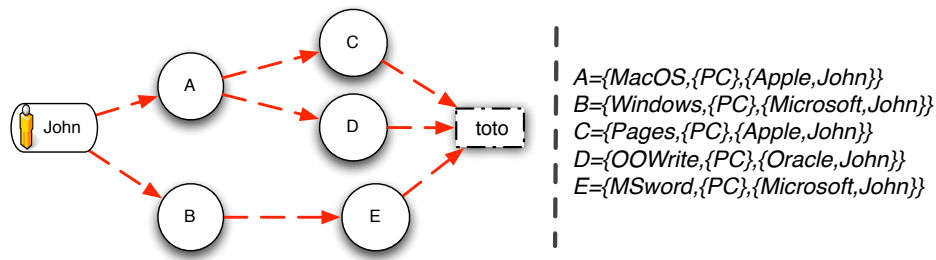 John
A
B
C
D
E
toto
A={MacOS,{PC},{Apple,John}}
B={Windows,{PC},{Microsoft,John}}
C={Pages,{PC},{Apple,John}}
D={OOWrite,{PC},{Oracle,John}}
E={MSword,{PC},{Microsoft,John}}